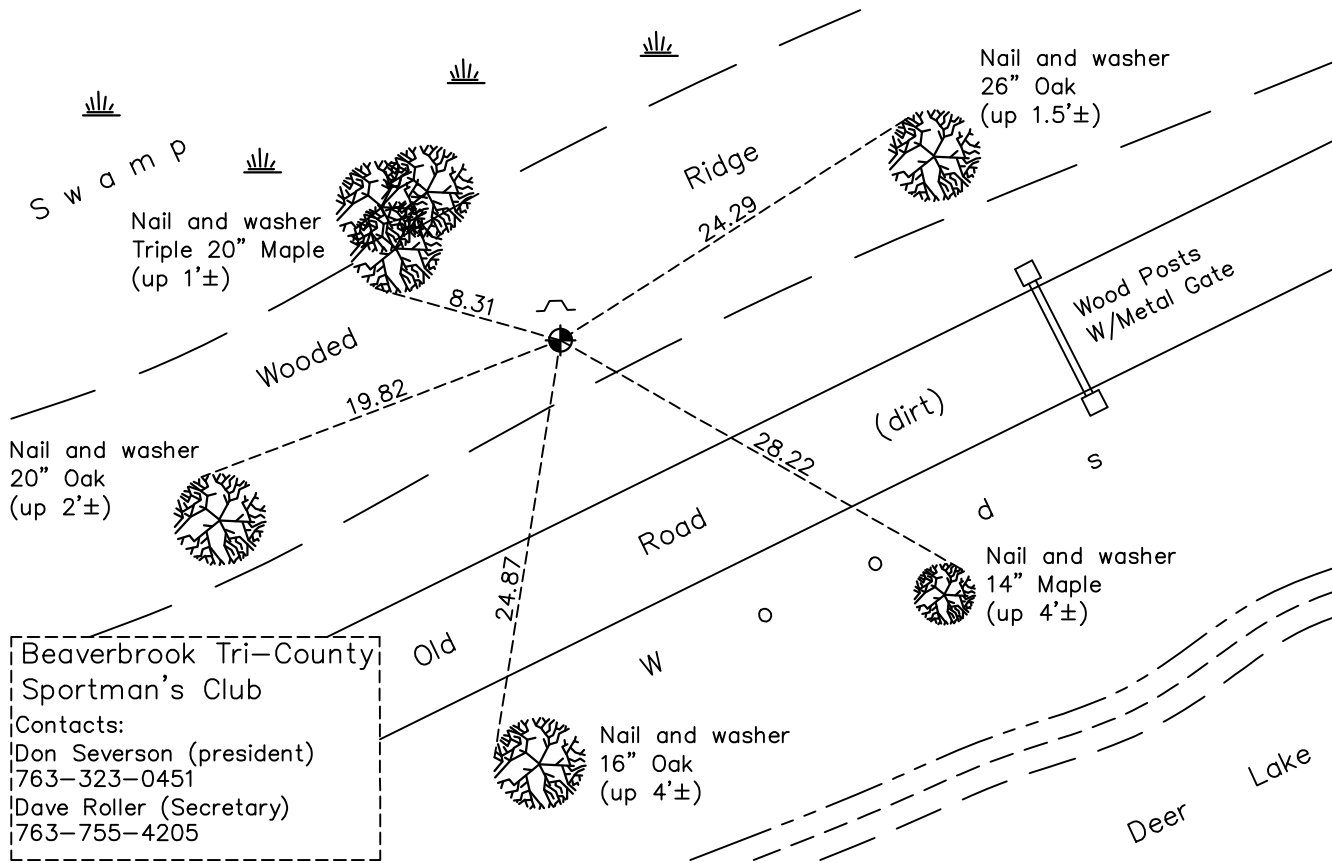 Nail and washer
26” Oak
(up 1.5'±)
Swamp
Ridge
Nail and washer
Triple 20” Maple
(up 1'±)
24.29
8.31
Wood Posts
W/Metal Gate
Wooded
19.82
(dirt)
28.22
Nail and washer
20” Oak
(up 2'±)
Road
24.87
Old
Woods
Nail and washer
14” Maple
(up 4'±)
Beaverbrook Tri-County
Sportman's Club
Contacts:
Don Severson (president)
763-323-0451
Dave Roller (Secretary)
763-755-4205
Nail and washer
16” Oak
(up 4'±)
Deer Lake